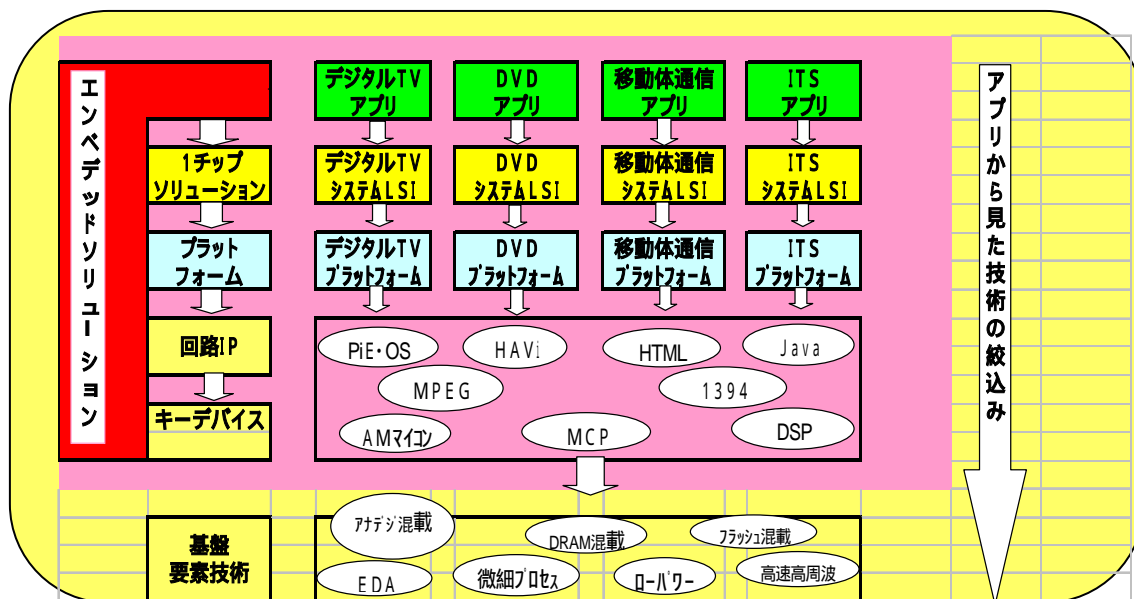 エンベデッドソリューション
デジタルTV
アプリ
DVD
アプリ
移動体通信
アプリ
ITS
アプリ
1チップ
ソリューション
デジタルTV
システムLSI
DVD
システムLSI
移動体通信
システムLSI
ITS
システムLSI
プラット
フォーム
デジタルTV
プラットフォーム
DVD
プラットフォーム
移動体通信
プラットフォーム
ITS
プラットフォーム
回路IP
キーデバイス
PiE・OS
HAVi
HTML
Java
MPEG
1394
AMマイコン
MCP
DSP
基盤
要素技術
アナデジ混載
DRAM混載
フラッシュ混載
EDA
微細プロセス
ローパワー
高速高周波
アプリから見た技術の絞込み